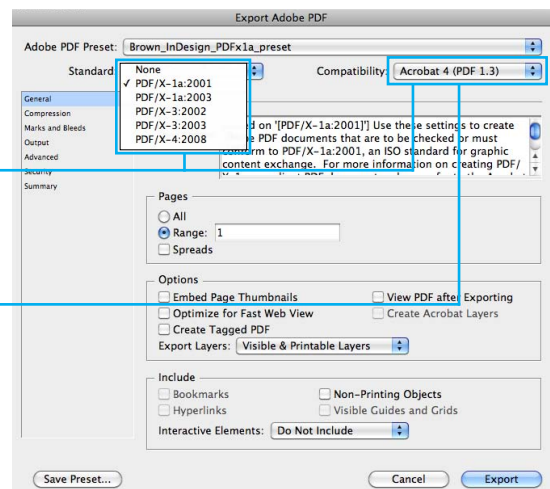 Export Adobe PDF
Adobe PDF Preset: Brown_InDesign_PDFx1a_preset
Standard
None
✓ PDF/X-1a:2001
PDF/X-1a:2003
PDF/X-3:2002
PDF/X-3:2003
PDF/X-4:2008
Compatibility: Acrobat 4 (PDF 1.3)
General
Compression
Marks and Bleeds
Output
Advanced
Security
Summary
on '[PDF/X-1a:2001]'] Use these settings to create
PDF documents that are to be checked or must
conform to PDF/X-1a:2001, an ISO standard for graphic
content exchange. For more information on creating PDF/
Pages
All
Range: 1
Spreads
Options
Embed Page Thumbnails
View PDF after Exporting
Optimize for Fast Web View
Create Acrobat Layers
Create Tagged PDF
Export Layers: Visible & Printable Layers
Include
Bookmarks
Non-Printing Objects
Hyperlinks
Visible Guides and Grids
Interactive Elements: Do Not Include
Save Preset...
Cancel
Export